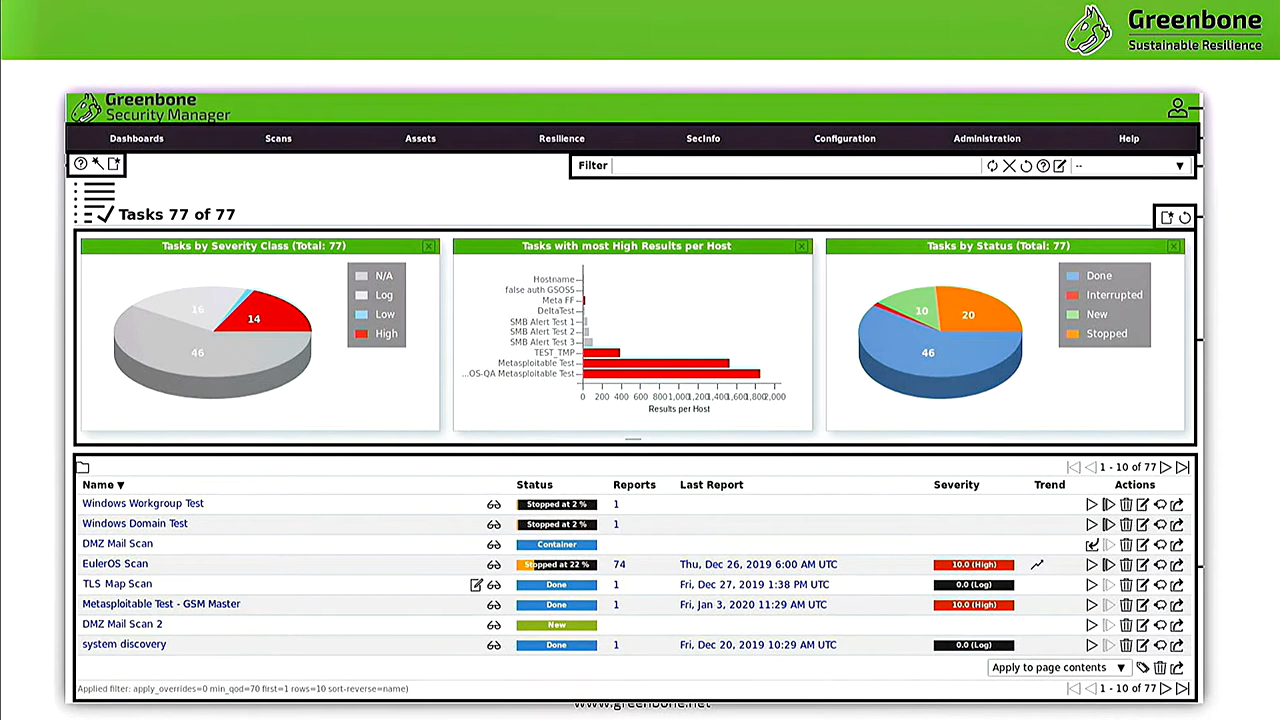 Greenbone
Sustainable Resilience
Greenbone
Security Manager
Dashboards Scans Assets Resilience SecInfo Configuration Administration Help
Filter --
Tasks 77 of 77
Tasks by Severity Class (Total: 77)
N/A
Log
Low
High
16
14
46
Tasks with most High Results per Host
Hostname
false auth GSOS5
Meta FF
DeltaTest
SMB Alert Test 1
SMB Alert Test 2
SMB Alert Test 3
TEST_TMP
Metasploitable Test
...OS-QA Metasploitable Test
0 200 400 600 800 1,000 1,200 1,400 1,600 1,800 2,000
Results per Host
Tasks by Status (Total: 77)
Done
Interrupted
New
Stopped
10
20
46
1 - 10 of 77
Name ▼ Status Reports Last Report Severity Trend Actions
Windows Workgroup Test Stopped at 2 % 1
Windows Domain Test Stopped at 2 % 1
DMZ Mail Scan Container
EulerOS Scan Stopped at 22 % 74 Thu, Dec 26, 2019 6:00 AM UTC 10.0 (High)
TLS Map Scan Done 1 Fri, Dec 27, 2019 1:38 PM UTC 0.0 (Log)
Metasploitable Test - GSM Master Done 1 Fri, Jan 3, 2020 11:29 AM UTC 10.0 (High)
DMZ Mail Scan 2 New
system discovery Done 1 Fri, Dec 20, 2019 10:29 AM UTC 0.0 (Log)
Apply to page contents ▼
Applied filter: apply_overrides=0 min_qod=70 first=1 rows=10 sort-reverse=name)
1 - 10 of 77
www.greenbone.net